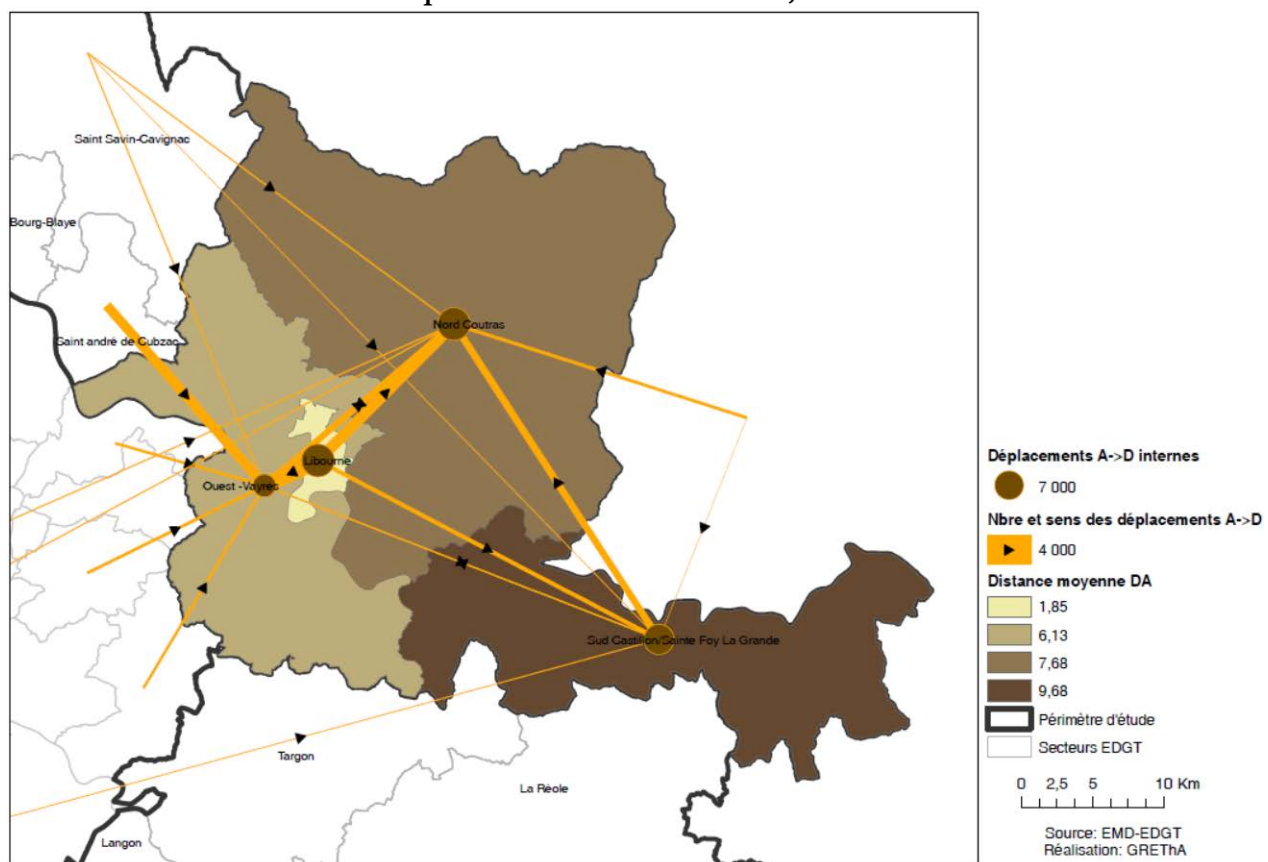 Saint Savin-Cavignac
Bourg-Blaye
Nord Coutras
Saint andré de Cubzac
Libourne
Ouest -Vayres
Sud Castillon/Sainte Foy La Grande
Targon
La Réole
Langon
Déplacements A->D internes
7 000
Nbre et sens des déplacements A->D
4 000
Distance moyenne DA
1,85
6,13
7,68
9,68
Périmètre d'étude
Secteurs EDGT
0 2,5 5 10 Km
Source: EMD-EDGT
Réalisation: GREThA